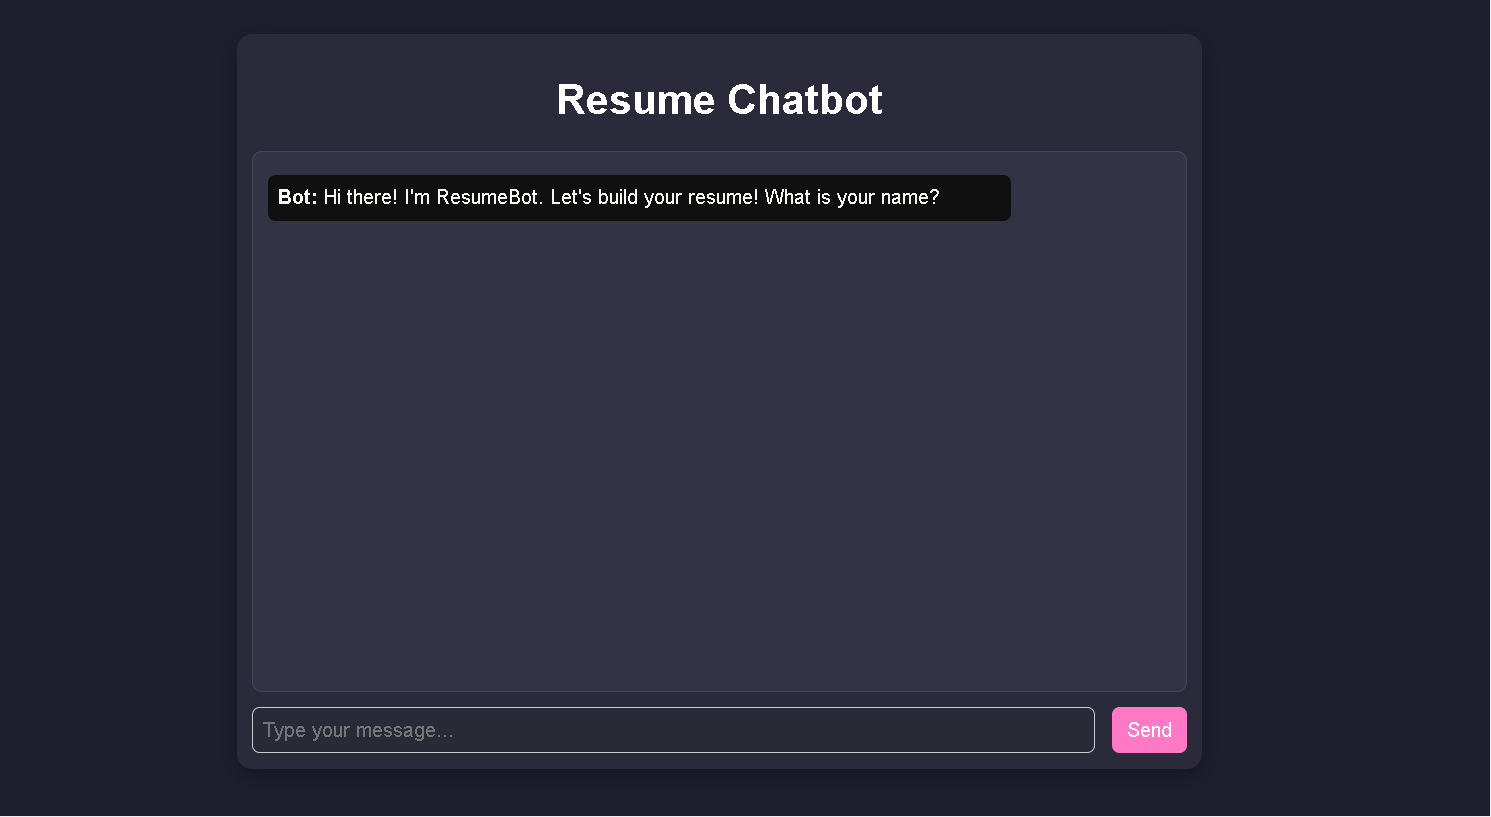 Resume Chatbot
Bot: Hi there! I'm ResumeBot. Let's build your resume! What is your name?
Type your message...
Send